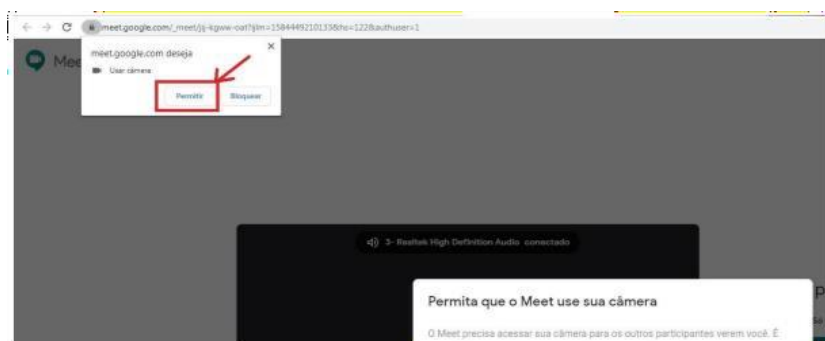 meet.google.com/_meet/jij-kgww-oat?ijlm=1584449210133&hs=122&authuser=1
meet.google.com deseja
Usar câmera
Permitir
Bloquear
Mee
3- Realtek High Definition Audio conectado
Permita que o Meet use sua câmera
O Meet precisa acessar sua câmera para os outros participantes verem você. É